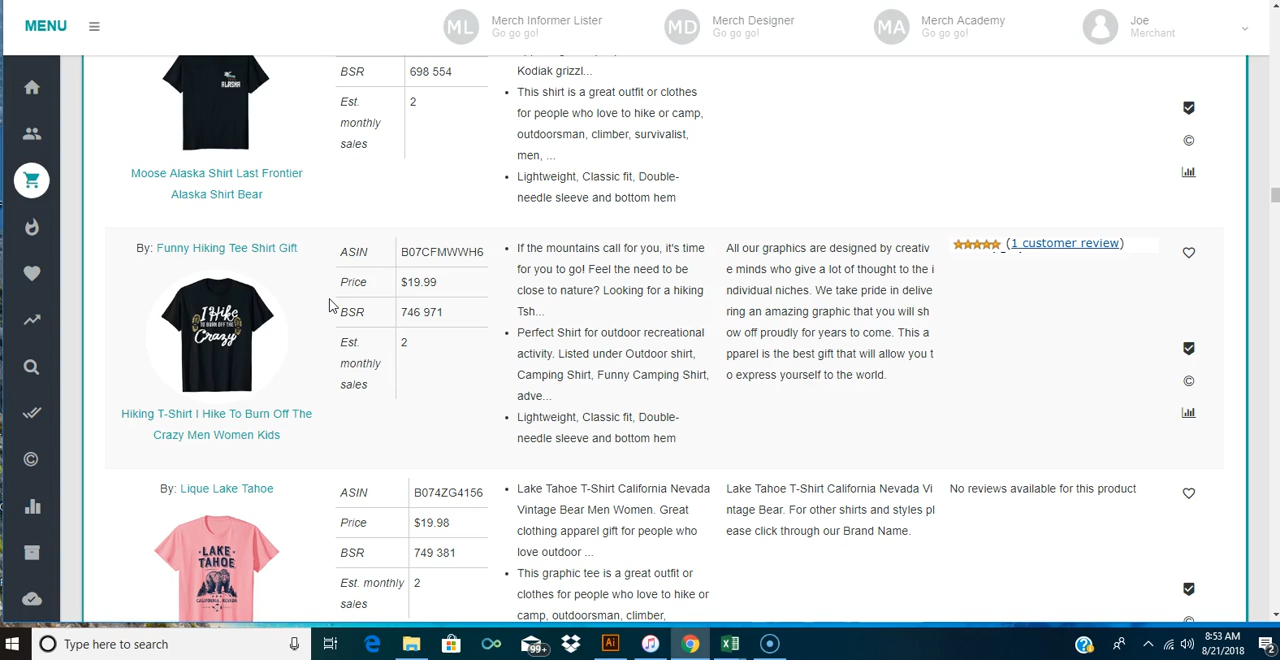 MENU
ML
Merch Informer Lister
Go go go!
MD
Merch Designer
Go go go!
MA
Merch Academy
Go go go!
Joe
Merchant
ALASKA
Moose Alaska Shirt Last Frontier
Alaska Shirt Bear
BSR
698 554
Est.
monthly
sales
2
Kodiak grizzl...
This shirt is a great outfit or clothes
for people who love to hike or camp,
outdoorsman, climber, survivalist,
men, ...
Lightweight, Classic fit, Double-
needle sleeve and bottom hem
By: Funny Hiking Tee Shirt Gift
I Hike
TO BURN OFF THE
Crazy
Hiking T-Shirt I Hike To Burn Off The
Crazy Men Women Kids
ASIN
B07CFMWWH6
Price
$19.99
BSR
746 971
Est.
monthly
sales
2
If the mountains call for you, it's time
for you to go! Feel the need to be
close to nature? Looking for a hiking
Tsh...
Perfect Shirt for outdoor recreational
activity. Listed under Outdoor shirt,
Camping Shirt, Funny Camping Shirt,
adve...
Lightweight, Classic fit, Double-
needle sleeve and bottom hem
All our graphics are designed by creativ
e minds who give a lot of thought to the i
ndividual niches. We take pride in delive
ring an amazing graphic that you will sh
ow off proudly for years to come. This a
pparel is the best gift that will allow you t
o express yourself to the world.
(1 customer review)
By: Lique Lake Tahoe
LAKE
TAHOE
CALIFORNIA, NEVADA
ASIN
B074ZG4156
Price
$19.98
BSR
749 381
Est. monthly
sales
2
Lake Tahoe T-Shirt California Nevada
Vintage Bear Men Women. Great
clothing apparel gift for people who
love outdoor ...
This graphic tee is a great outfit or
clothes for people who love to hike or
camp, outdoorsman, climber,
Lake Tahoe T-Shirt California Nevada Vi
ntage Bear. For other shirts and styles pl
ease click through our Brand Name.
No reviews available for this product
Type here to search
99+
Ai
8:53 AM
8/21/2018
2